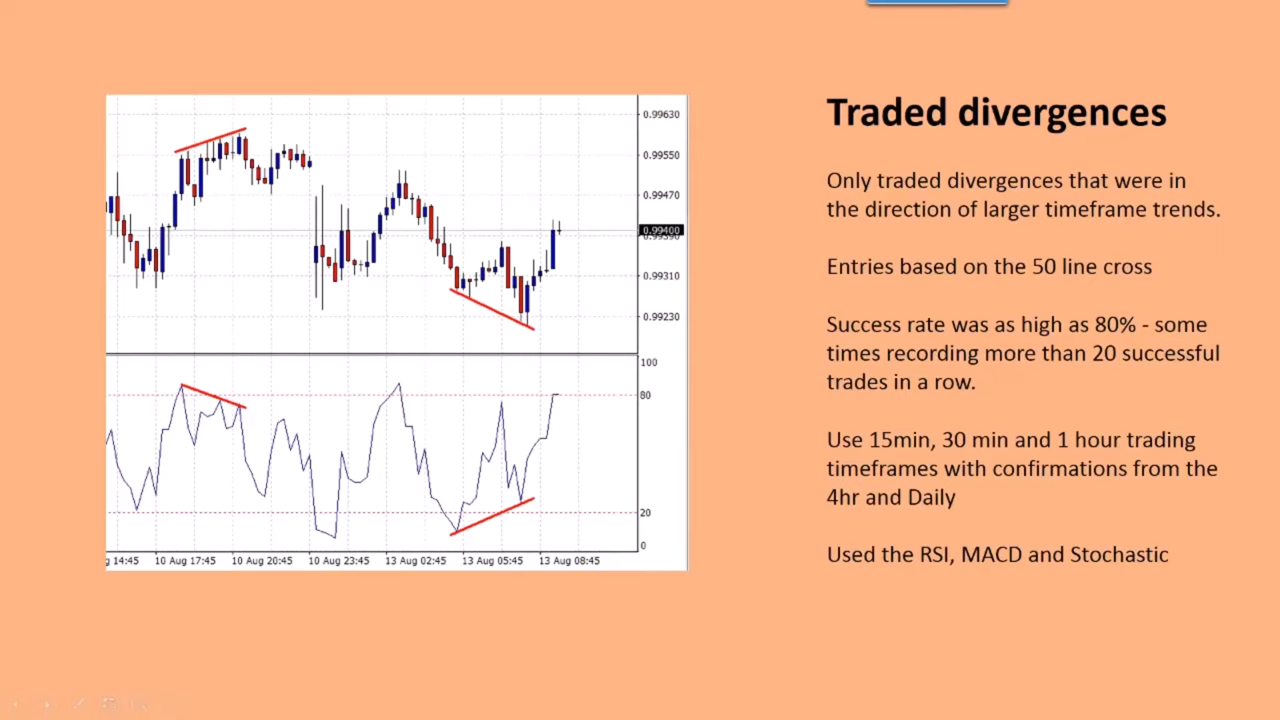 Traded divergences
Only traded divergences that were in
the direction of larger timeframe trends.
Entries based on the 50 line cross
Success rate was as high as 80% - some
times recording more than 20 successful
trades in a row.
Use 15min, 30 min and 1 hour trading
timeframes with confirmations from the
4hr and Daily
Used the RSI, MACD and Stochastic
0.99630
0.99550
0.99470
0.99400
0.99390
0.99310
0.99230
100
80
20
0
g 14:45 10 Aug 17:45 10 Aug 20:45 10 Aug 23:45 13 Aug 02:45 13 Aug 05:45 13 Aug 08:45